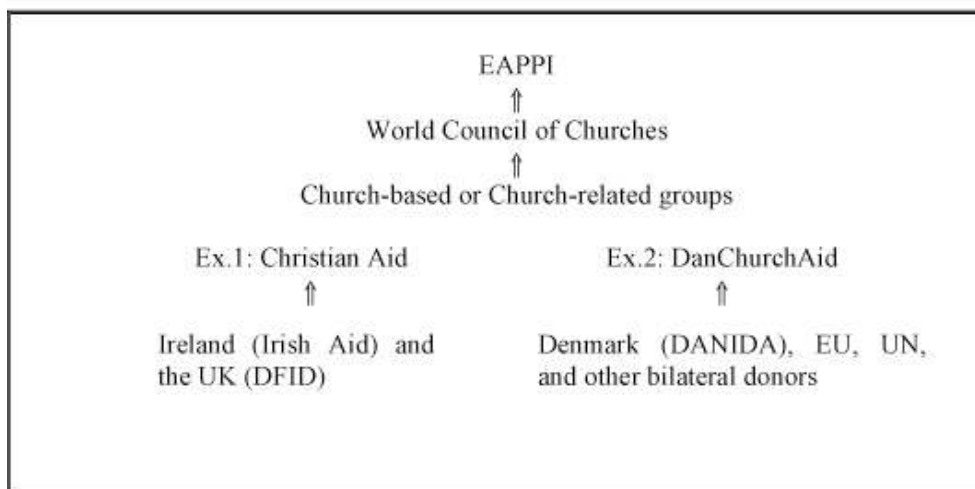 EAPPI
⇑
World Council of Churches
⇑
Church-based or Church-related groups
Ex.1: Christian Aid
⇑
Ireland (Irish Aid) and
the UK (DFID)
Ex.2: DanChurchAid
⇑
Denmark (DANIDA), EU, UN,
and other bilateral donors